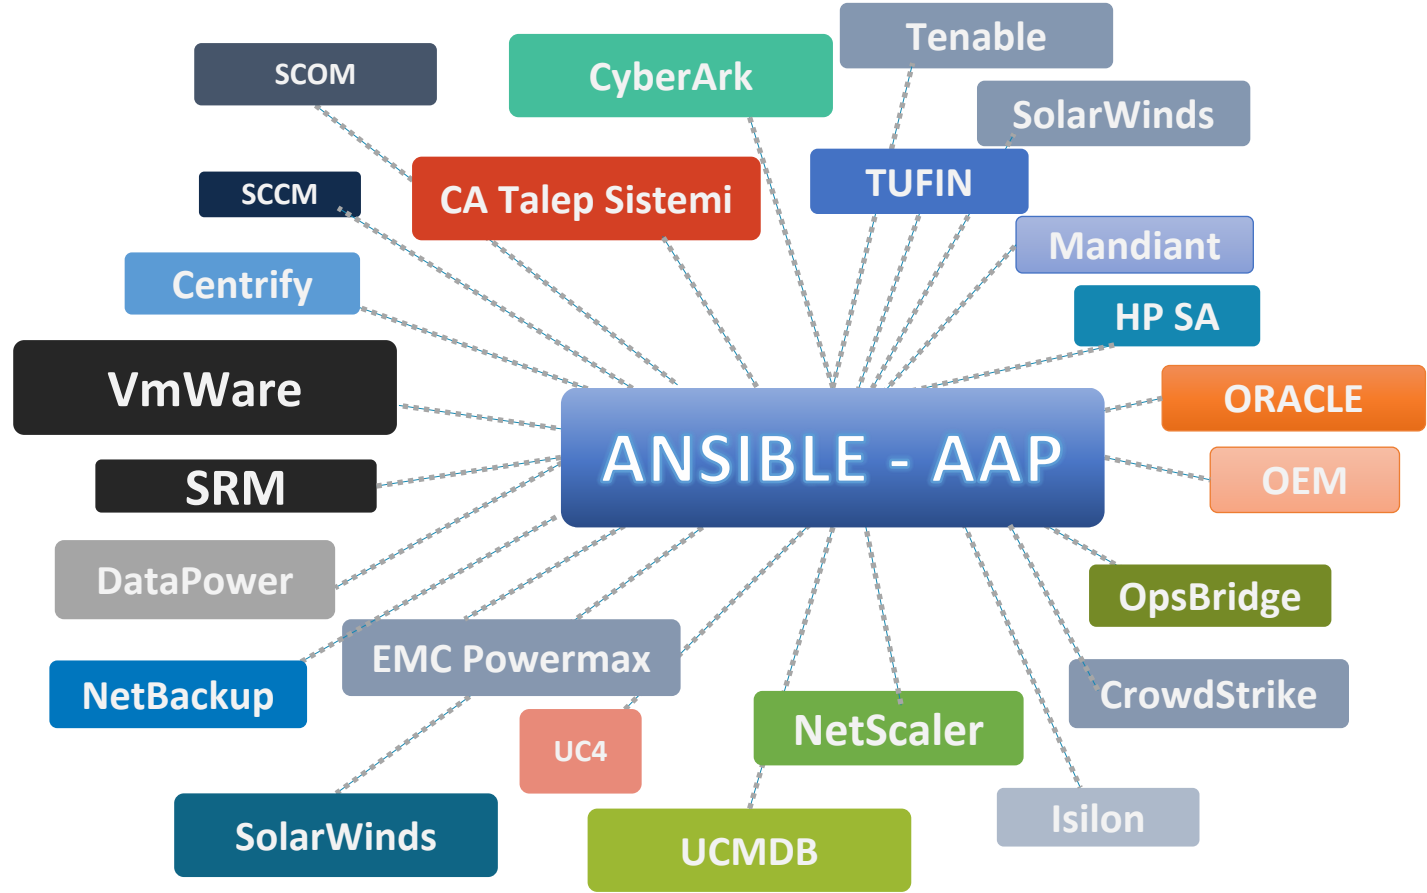 Tenable
SCOM
CyberArk
SolarWinds
TUFIN
SCCM
CA Talep Sistemi
Mandiant
Centrify
HP SA
VmWare
ORACLE
ANSIBLE - AAP
SRM
OEM
DataPower
OpsBridge
EMC Powermax
NetBackup
CrowdStrike
NetScaler
UC4
Isilon
SolarWinds
UCMDB